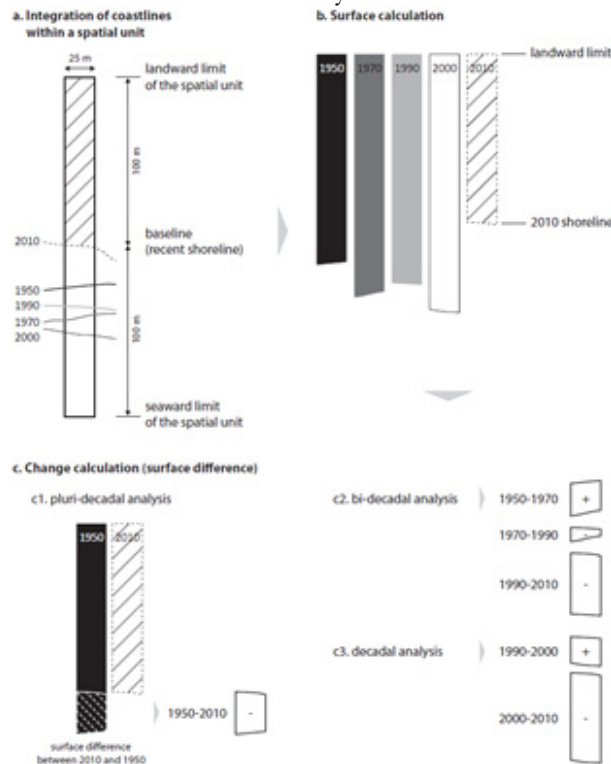 a. Integration of coastlines
within a spatial unit
25 m
landward limit
of the spatial unit
100 m
baseline
(recent shoreline)
2010
1950
1990
1970
2000
100 m
seaward limit
of the spatial unit
b. Surface calculation
1950
1970
1990
2000
2010
landward limit
2010 shoreline
c. Change calculation (surface difference)
c1. pluri-decadal analysis
1950
2010
1950-2010
-
surface difference
between 2010 and 1950
c2. bi-decadal analysis
1950-1970
+
1970-1990
-
1990-2010
-
c3. decadal analysis
1990-2000
+
2000-2010
-